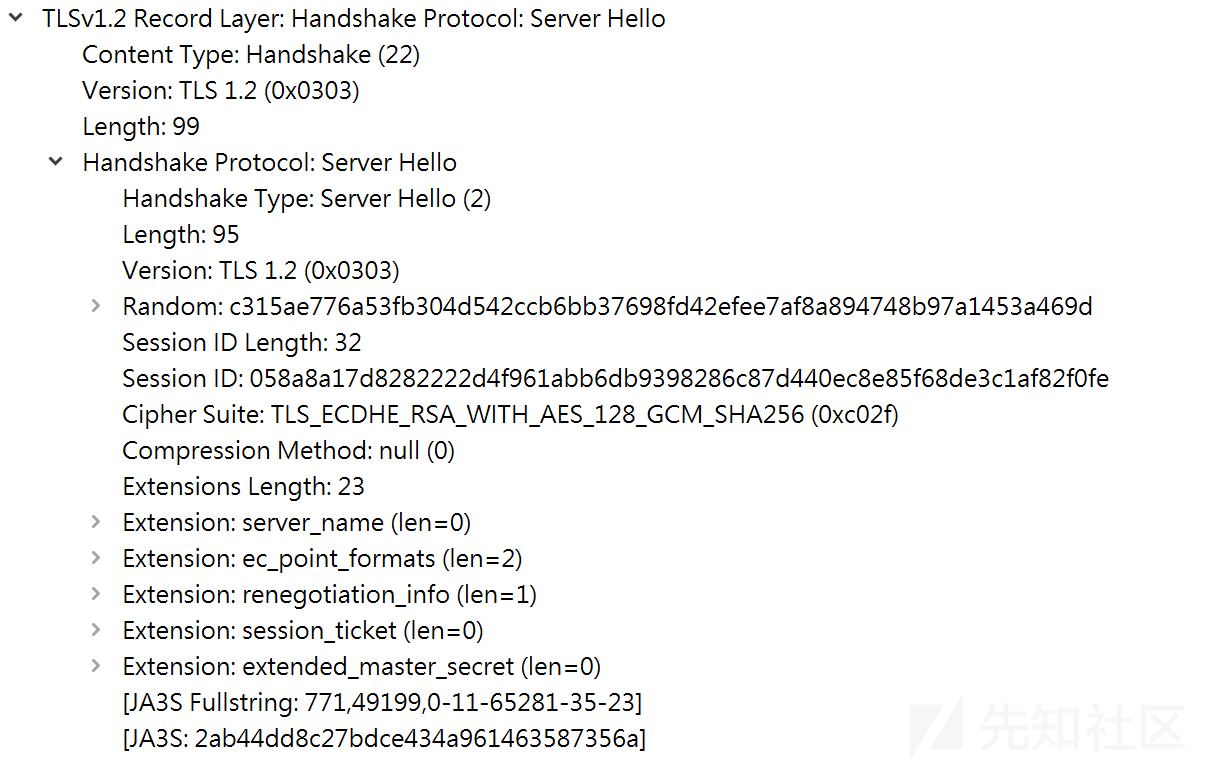 TLSv1.2 Record Layer: Handshake Protocol: Server Hello
Content Type: Handshake (22)
Version: TLS 1.2 (0x0303)
Length: 99
Handshake Protocol: Server Hello
Handshake Type: Server Hello (2)
Length: 95
Version: TLS 1.2 (0x0303)
Random: c315ae776a53fb304d542ccb6bb37698fd42efee7af8a894748b97a1453a469d
Session ID Length: 32
Session ID: 058a8a17d8282222d4f961abb6db9398286c87d440ec8e85f68de3c1af82f0fe
Cipher Suite: TLS_ECDHE_RSA_WITH_AES_128_GCM_SHA256 (0xc02f)
Compression Method: null (0)
Extensions Length: 23
Extension: server_name (len=0)
Extension: ec_point_formats (len=2)
Extension: renegotiation_info (len=1)
Extension: session_ticket (len=0)
Extension: extended_master_secret (len=0)
[JA3S Fullstring: 771,49199,0-11-65281-35-23]
[JA3S: 2ab44dd8c27bdce434a961463587356a]
先知社区